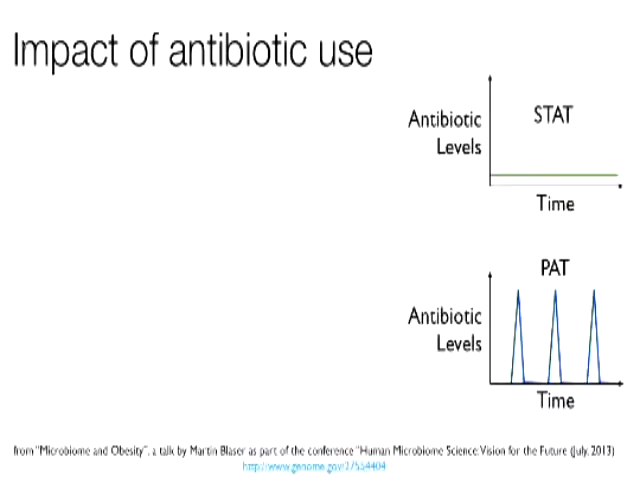 Impact of antibiotic use
Antibiotic
Levels
STAT
Time
PAT
Antibiotic
Levels
Time
from "Microbiome and Obesity", a talk by Martin Blaser as part of the conference "Human Microbiome Science: Vision for the Future (July, 2013)
http://www.genome.gov/27554404